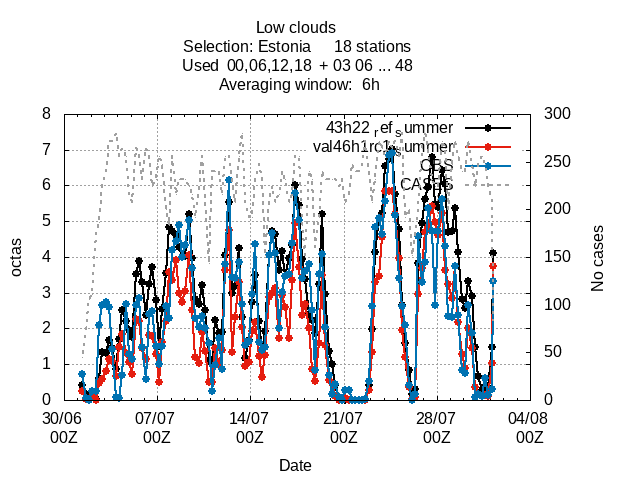 Low clouds
Selection: Estonia 18 stations
Used 00,06,12,18 + 03 06 ... 48
Averaging window: 6h
8
7
6
5
4
3
2
1
0
octas
300
250
200
150
100
50
0
No cases
43h22 ref summer
val46h1rc1 summer
OBS
CASES
30/06 07/07 14/07 21/07 28/07 04/08
00Z 00Z 00Z 00Z 00Z 00Z
Date